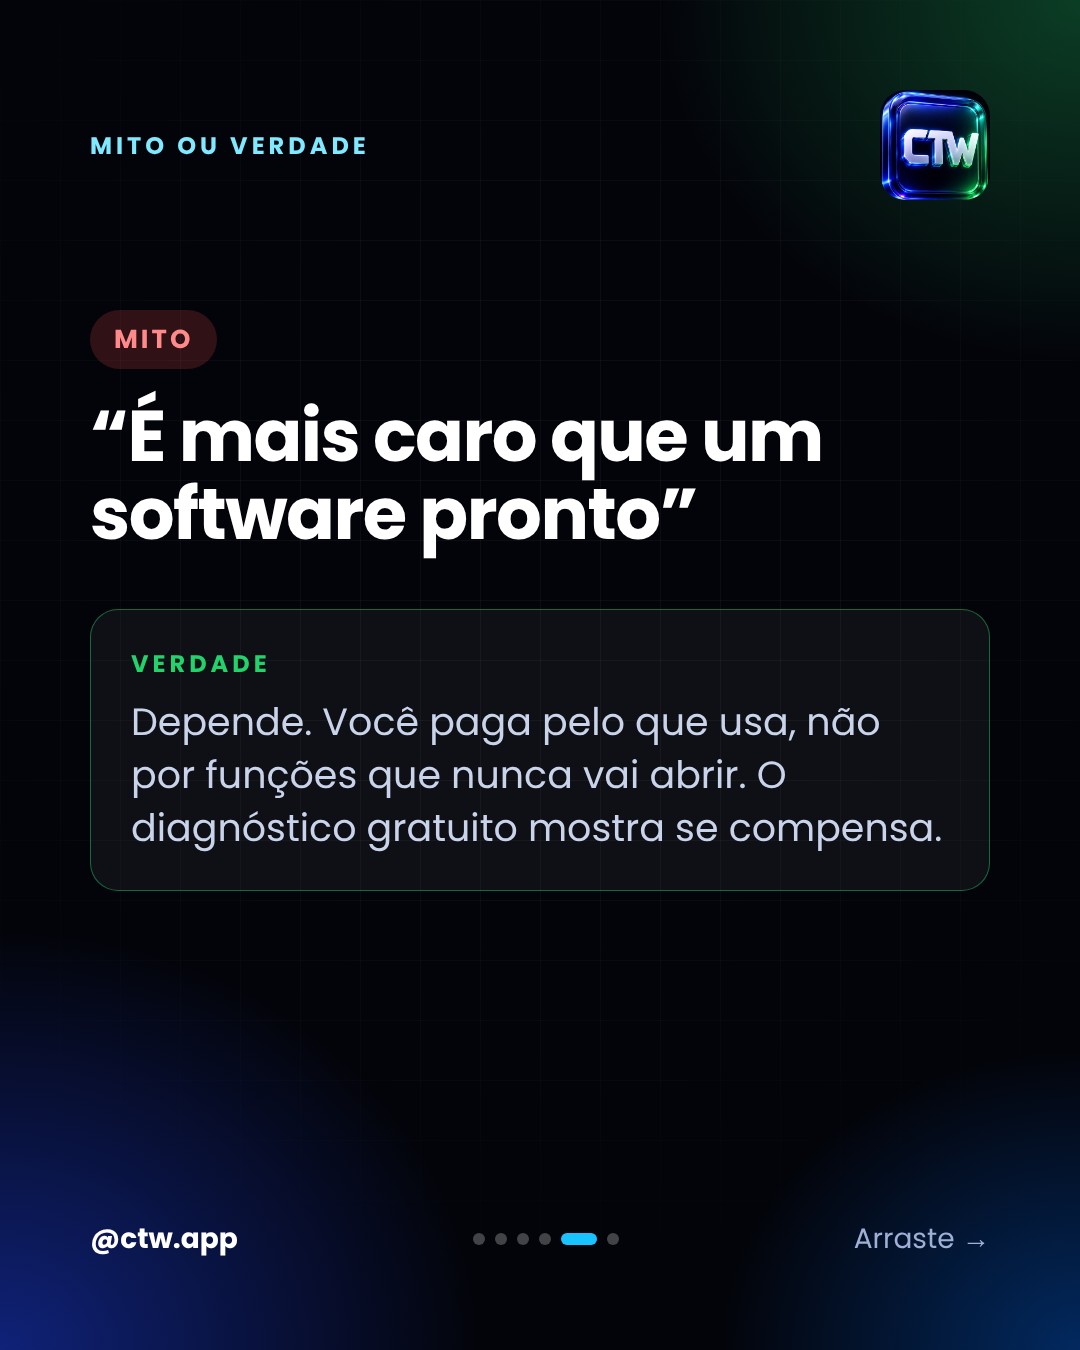 MITO OU VERDADE
CTW
MITO
“É mais caro que um
software pronto”
VERDADE
Depende. Você paga pelo que usa, não
por funções que nunca vai abrir. O
diagnóstico gratuito mostra se compensa.
@ctw.app
Arraste →